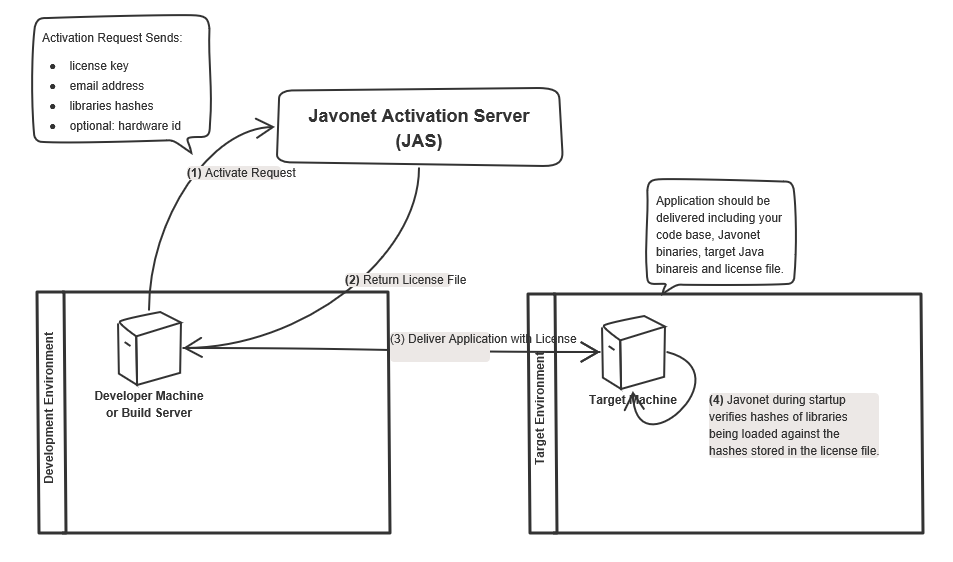 Activation Request Sends:
• license key
• email address
• libraries hashes
• optional: hardware id
Javonet Activation Server
(JAS)
(1) Activate Request
Application should be
delivered including your
code base, Javonet
binaries, target Java
binareis and license file.
(2) Return License File
Development Environment
Developer Machine
or Build Server
(3) Deliver Application with License
Target Environment
Target Machine
(4) Javonet during startup
verifies hashes of libraries
being loaded against the
hashes stored in the license file.